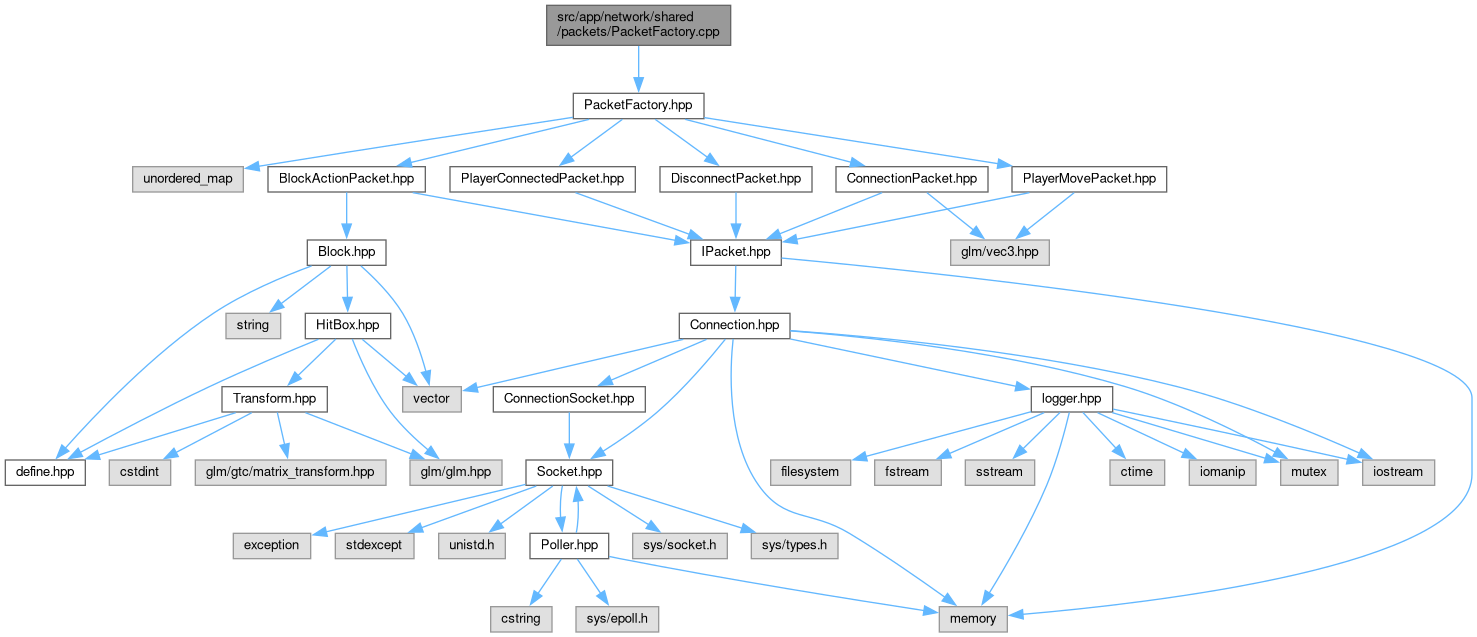 src/app/network/shared
/packets/PacketFactory.cpp
PacketFactory.hpp
unordered_map
BlockActionPacket.hpp
PlayerConnectedPacket.hpp
DisconnectPacket.hpp
ConnectionPacket.hpp
PlayerMovePacket.hpp
Block.hpp
IPacket.hpp
glm/vec3.hpp
string
HitBox.hpp
Connection.hpp
Transform.hpp
vector
ConnectionSocket.hpp
logger.hpp
define.hpp
cstdint
glm/gtc/matrix_transform.hpp
glm/glm.hpp
Socket.hpp
filesystem
fstream
sstream
ctime
iomanip
mutex
iostream
exception
stdexcept
unistd.h
Poller.hpp
sys/socket.h
sys/types.h
cstring
sys/epoll.h
memory